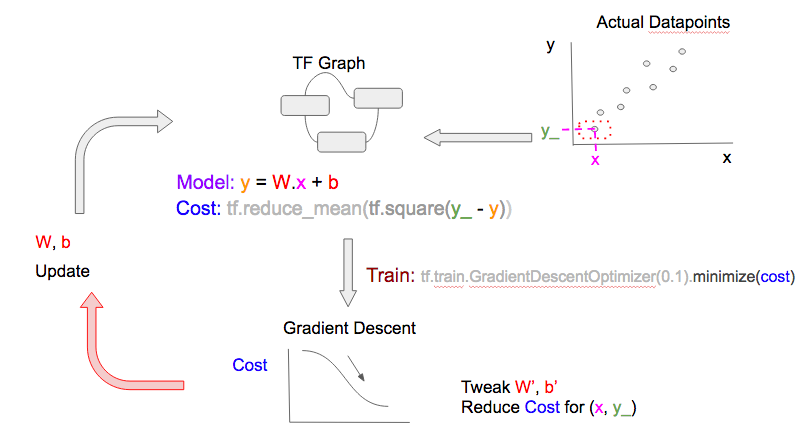 Actual Datapoints
y
TF Graph
y_
x
x
Model: y = W.x + b
Cost: tf.reduce_mean(tf.square(y_ - y))
W, b
Update
Train: tf.train.GradientDescentOptimizer(0.1).minimize(cost)
Gradient Descent
Cost
Tweak W’, b’
Reduce Cost for (x, y_)